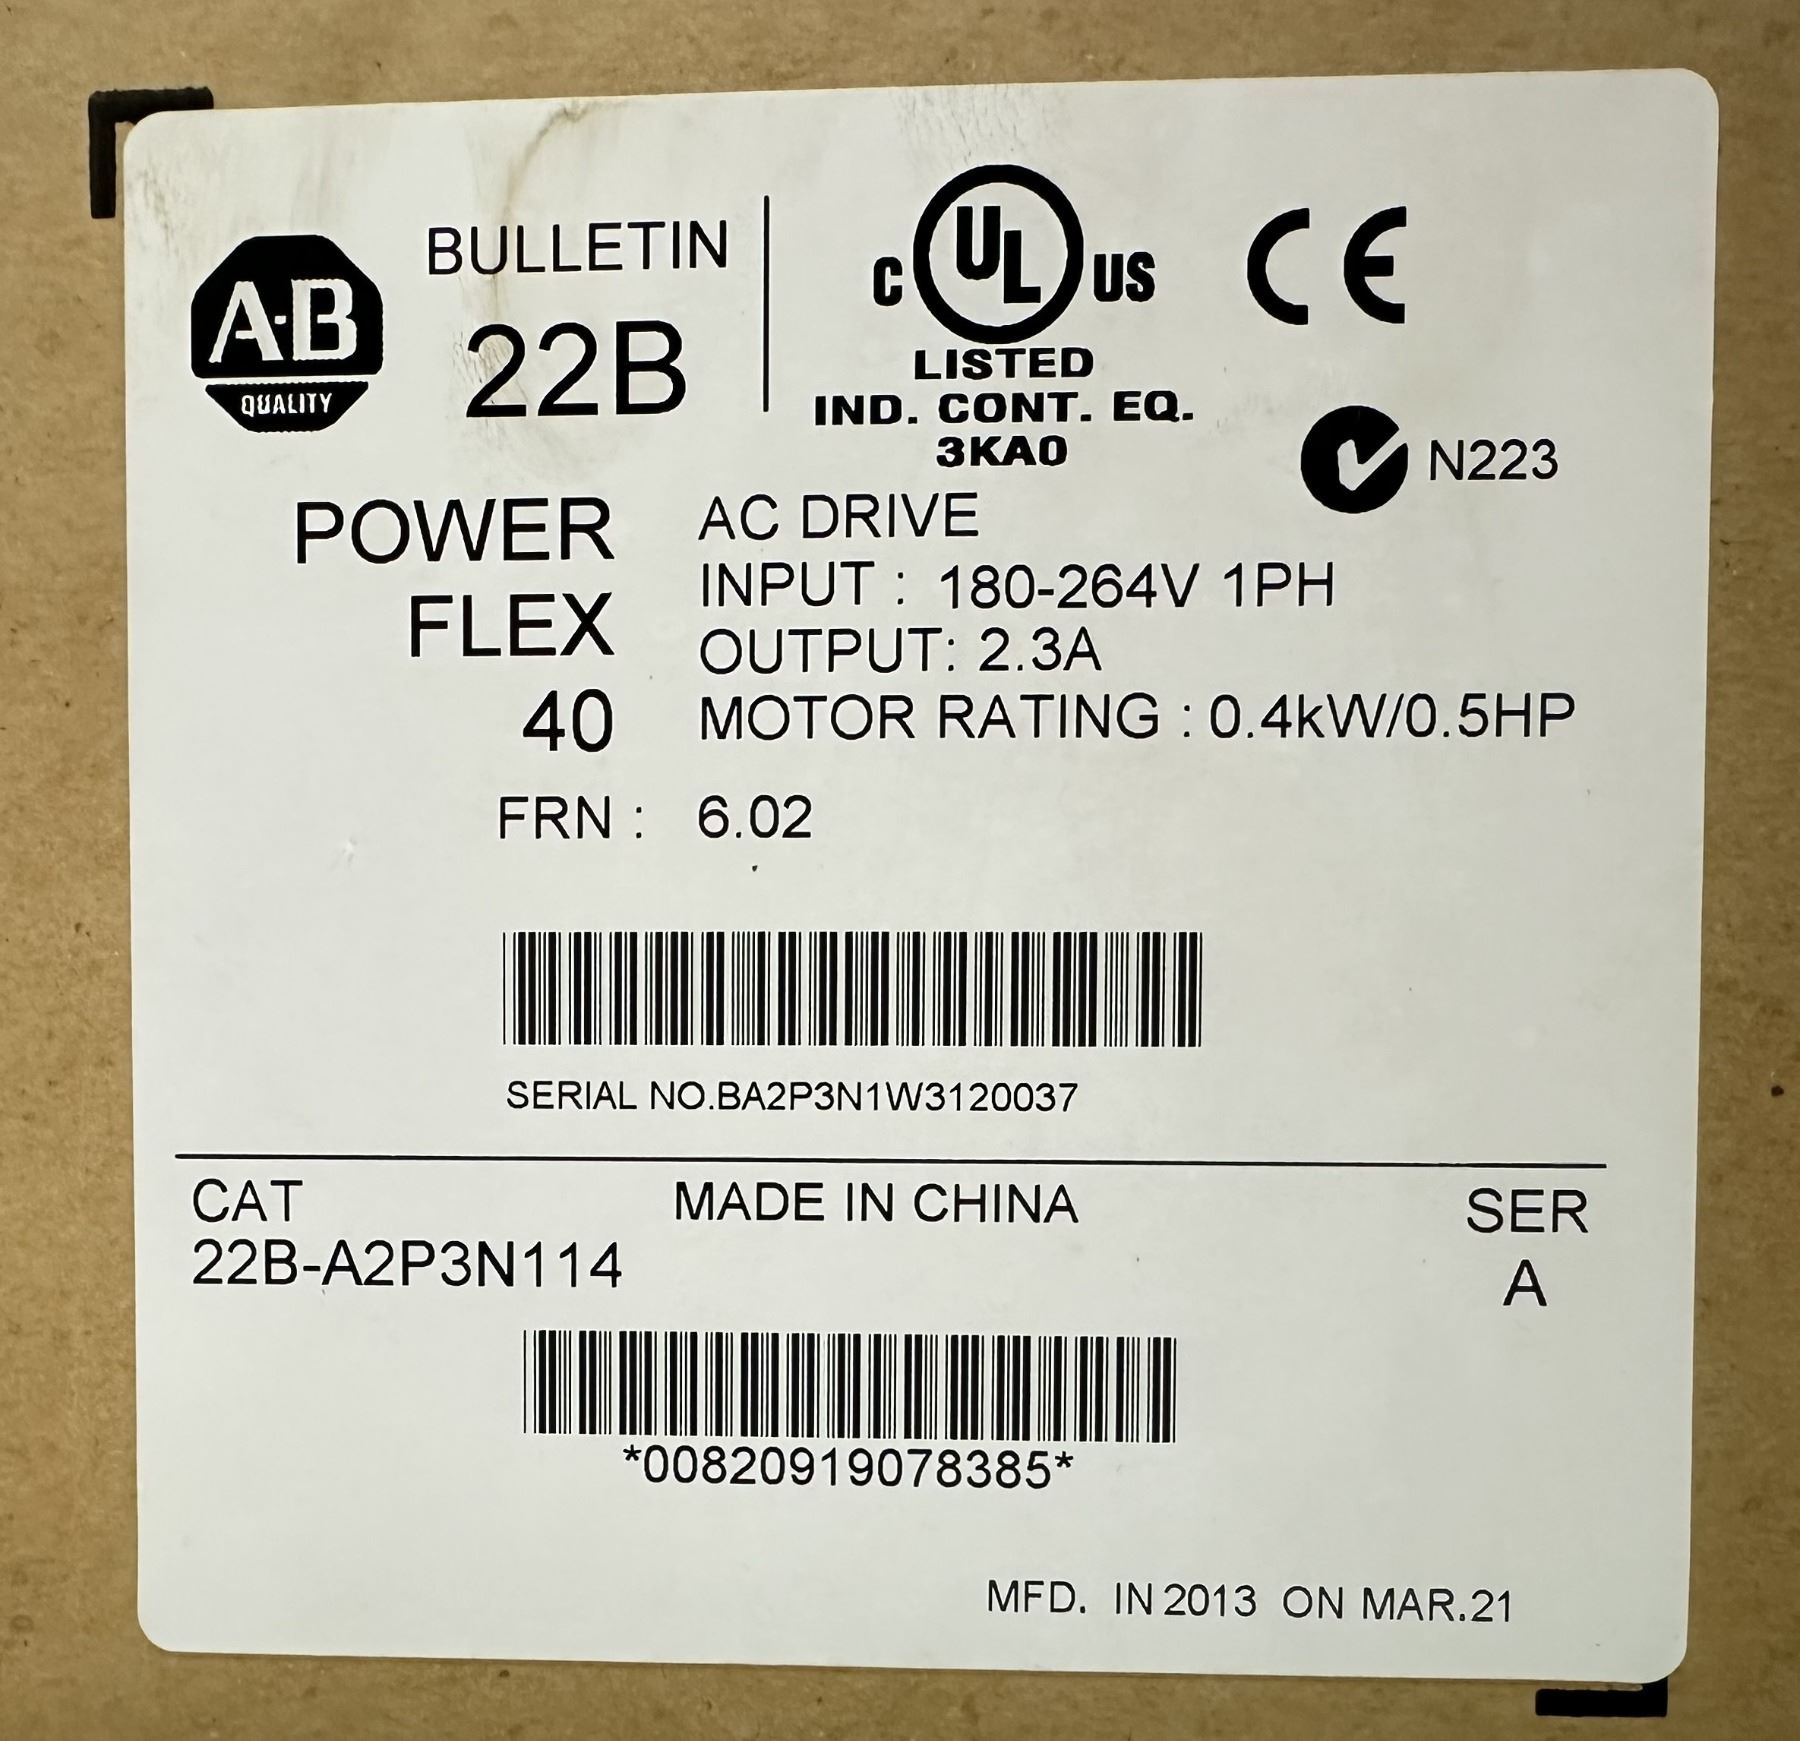 A-B
QUALITY
BULLETIN
22B
C UL US
LISTED
IND. CONT. EQ.
3KA0
CE
N223
POWER
FLEX
40
AC DRIVE
INPUT : 180-264V 1PH
OUTPUT: 2.3A
MOTOR RATING : 0.4kW/0.5HP
FRN : 6.02
SERIAL NO.BA2P3N1W3120037
CAT
22B-A2P3N114
MADE IN CHINA
SER
A
*00820919078385*
MFD. IN 2013 ON MAR.21